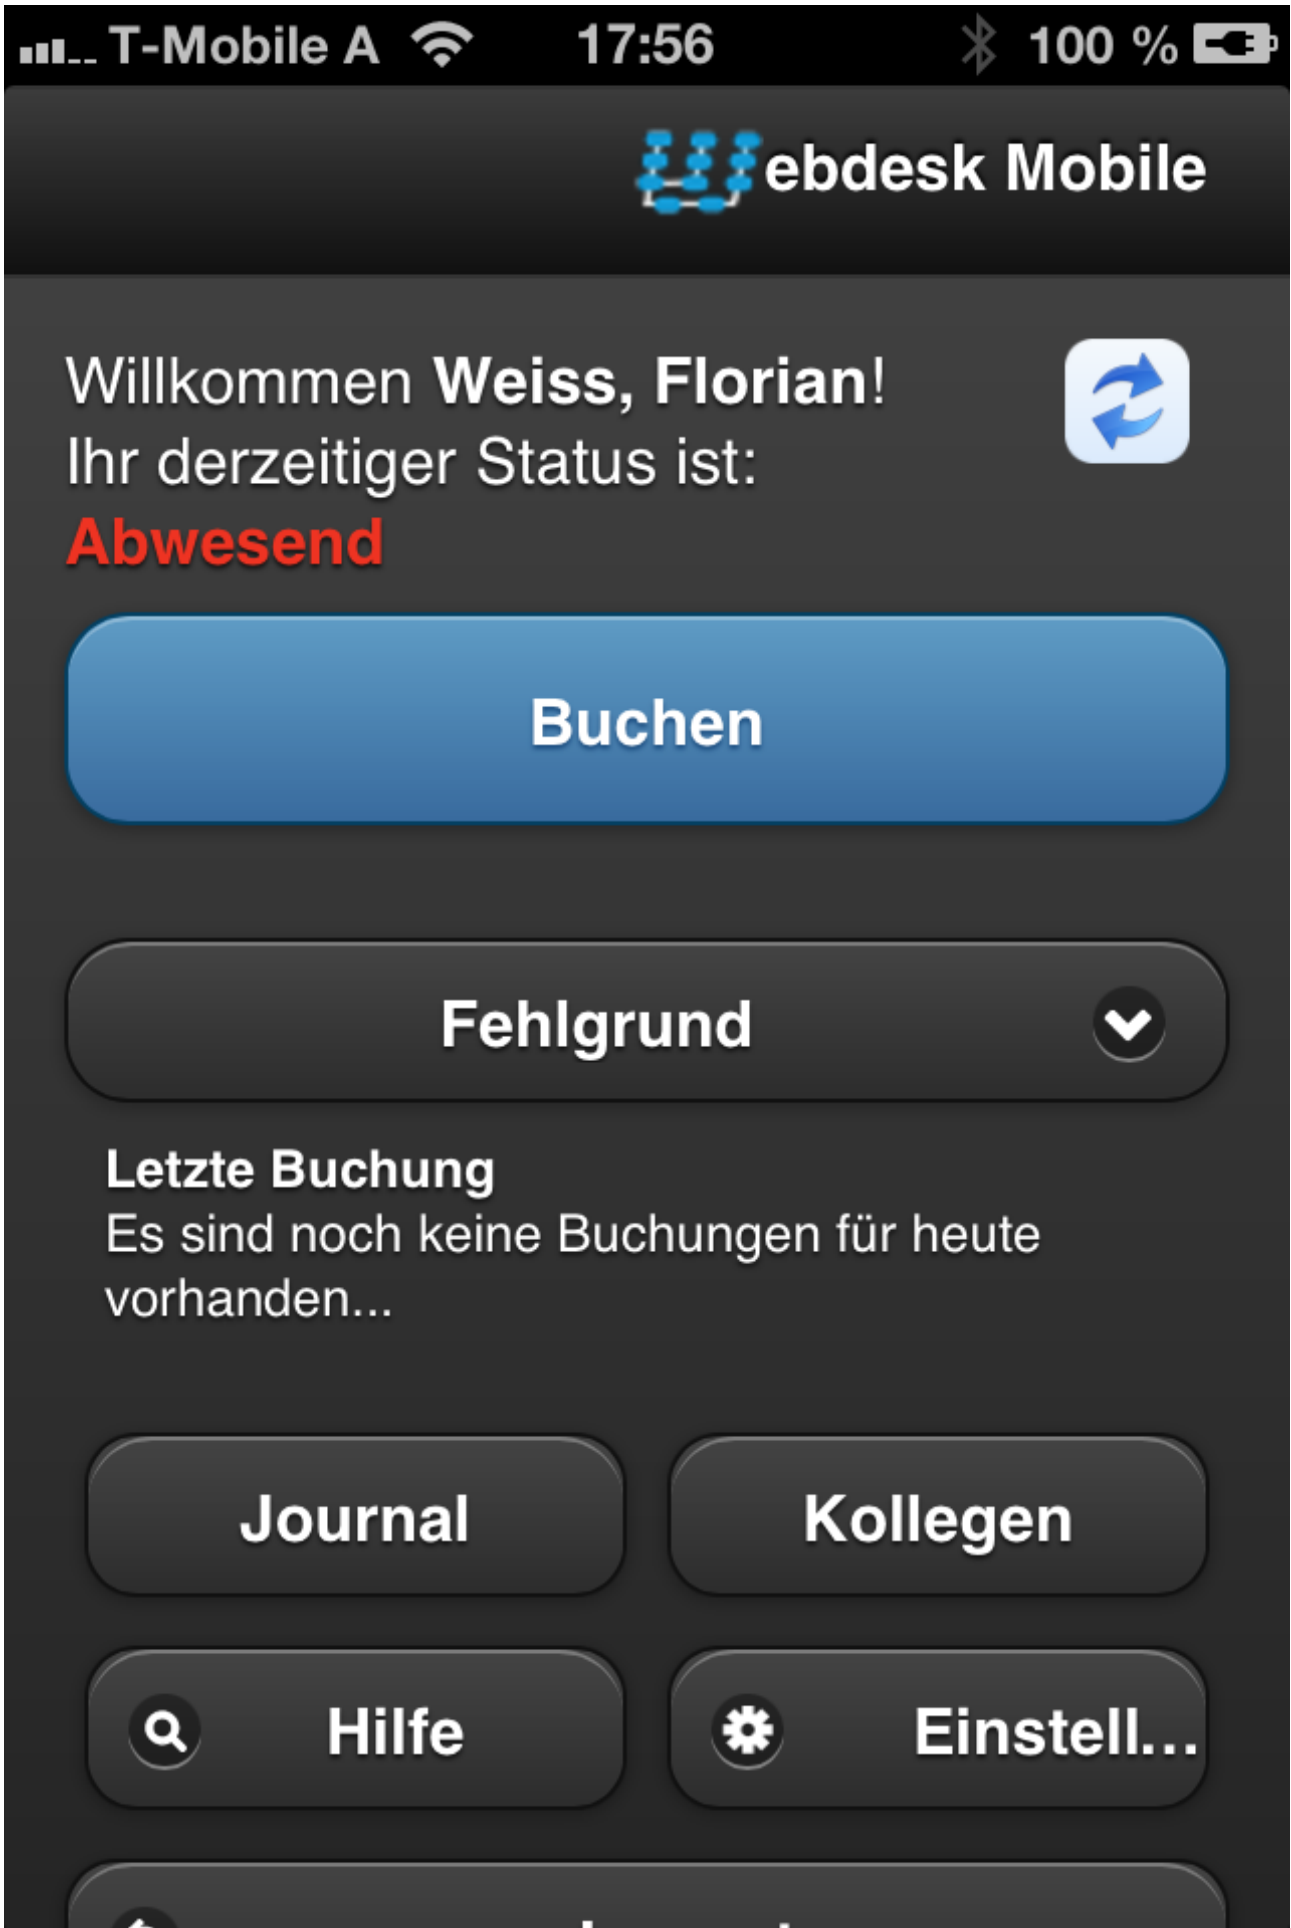 T-Mobile A 17:56 100 %
ebdesk Mobile
Willkommen Weiss, Florian!
Ihr derzeitiger Status ist:
Abwesend
Buchen
Fehlgrund
Letzte Buchung
Es sind noch keine Buchungen für heute
vorhanden...
Journal Kollegen
Hilfe Einstell...